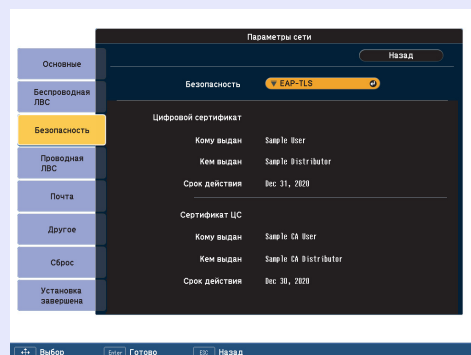 Параметры сети
Назад
Основные
Беспроводная
ЛВС
Безопасность
Проводная
ЛВС
Почта
Другое
Сброс
Установка
завершена
Безопасность EAP-TLS
Цифровой сертификат
Кому выдан Sample User
Кем выдан Sample Distributor
Срок действия Dec 31, 2020
Сертификат ЦС
Кому выдан Sample CA User
Кем выдан Sample CA Distributor
Срок действия Dec 30, 2020
Выбор Enter Готово ESC Назад